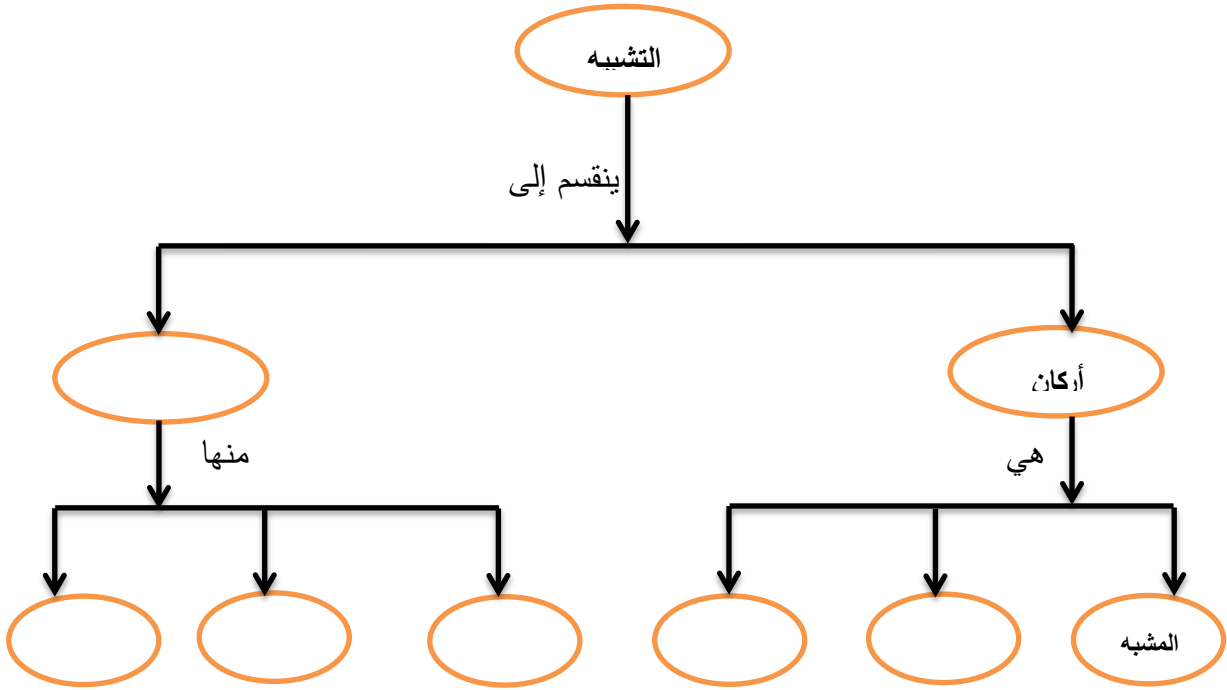 التشبيه
ينقسم إلى
أركان
هي
منها
المشبه